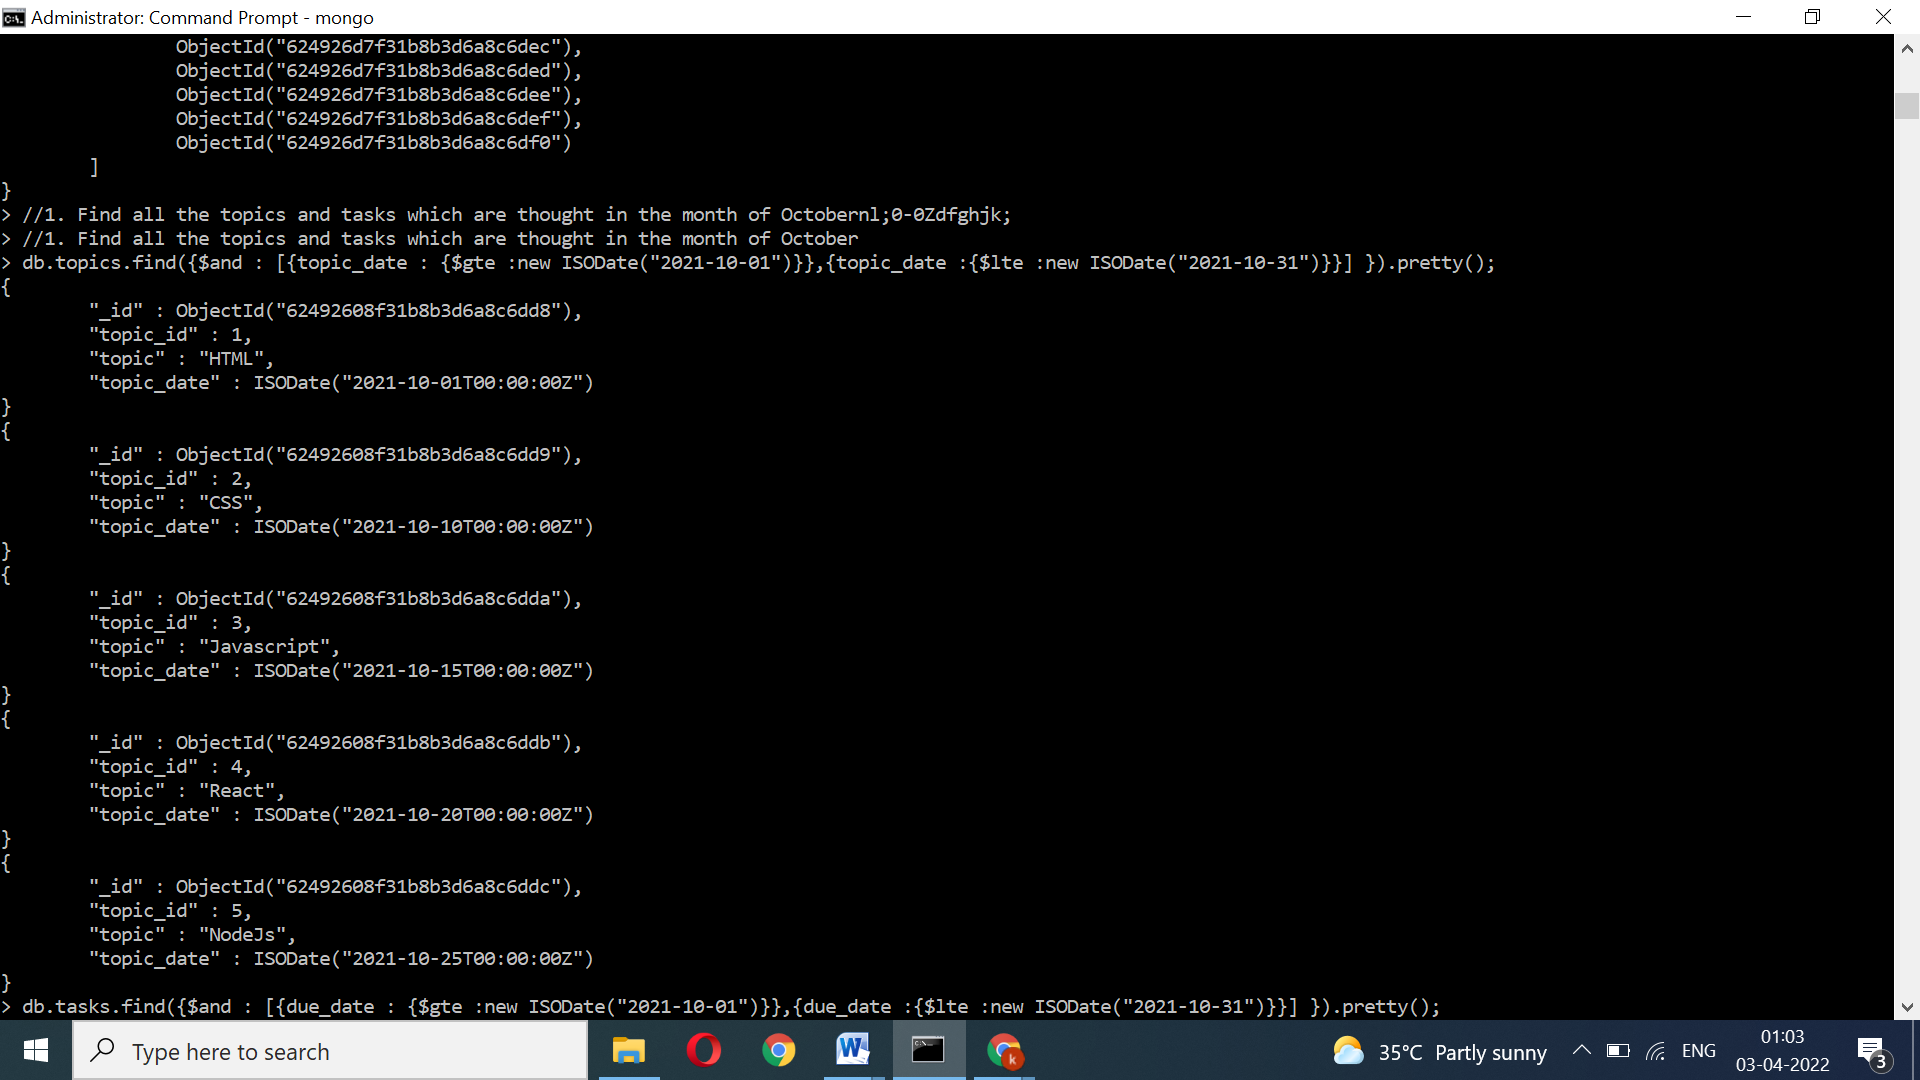 Administrator: Command Prompt - mongo
ObjectId("624926d7f31b8b3d6a8c6dec"),
ObjectId("624926d7f31b8b3d6a8c6ded"),
ObjectId("624926d7f31b8b3d6a8c6dee"),
ObjectId("624926d7f31b8b3d6a8c6def"),
ObjectId("624926d7f31b8b3d6a8c6df0")
]
}
> //1. Find all the topics and tasks which are thought in the month of Octobernl;0-0Zdfghjk;
> //1. Find all the topics and tasks which are thought in the month of October
> db.topics.find({$and : [{topic_date : {$gte :new ISODate("2021-10-01")}},{topic_date :{$lte :new ISODate("2021-10-31")}}] }).pretty();
{
"_id" : ObjectId("62492608f31b8b3d6a8c6dd8"),
"topic_id" : 1,
"topic" : "HTML",
"topic_date" : ISODate("2021-10-01T00:00:00Z")
}
{
"_id" : ObjectId("62492608f31b8b3d6a8c6dd9"),
"topic_id" : 2,
"topic" : "CSS",
"topic_date" : ISODate("2021-10-10T00:00:00Z")
}
{
"_id" : ObjectId("62492608f31b8b3d6a8c6dda"),
"topic_id" : 3,
"topic" : "Javascript",
"topic_date" : ISODate("2021-10-15T00:00:00Z")
}
{
"_id" : ObjectId("62492608f31b8b3d6a8c6ddb"),
"topic_id" : 4,
"topic" : "React",
"topic_date" : ISODate("2021-10-20T00:00:00Z")
}
{
"_id" : ObjectId("62492608f31b8b3d6a8c6ddc"),
"topic_id" : 5,
"topic" : "NodeJs",
"topic_date" : ISODate("2021-10-25T00:00:00Z")
}
> db.tasks.find({$and : [{due_date : {$gte :new ISODate("2021-10-01")}},{due_date :{$lte :new ISODate("2021-10-31")}}] }).pretty();
Type here to search
35°C Partly sunny
ENG
01:03
03-04-2022
3